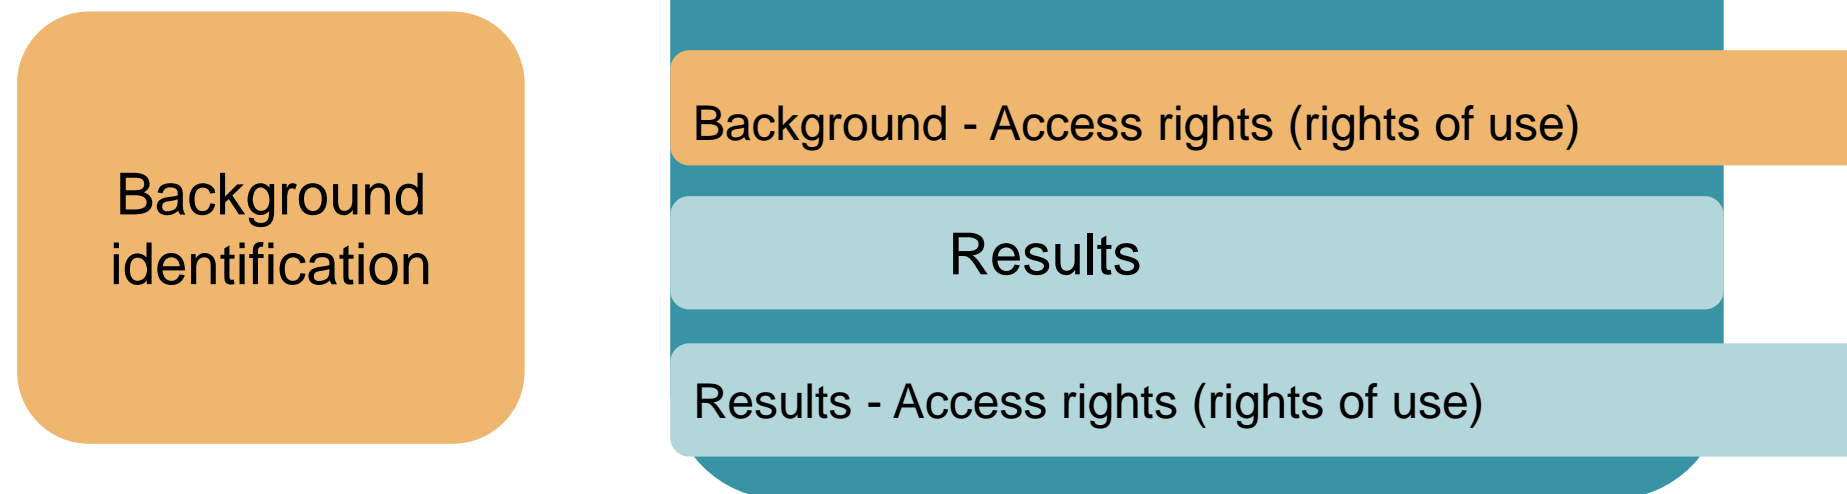 Background
identification
Background - Access rights (rights of use)
Results
Results - Access rights (rights of use)